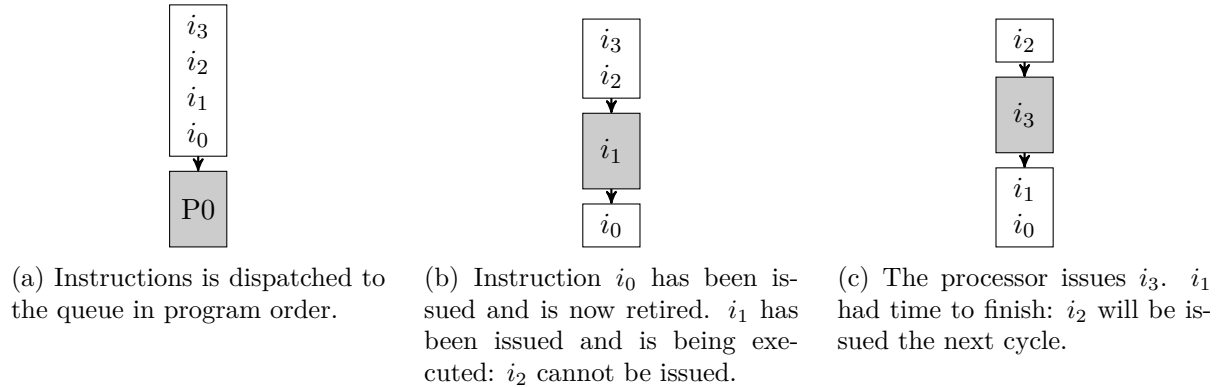 i₃
i₂
i₁
i₀
P0
(a) Instructions is dispatched to
the queue in program order.
i₃
i₂
i₁
i₀
(b) Instruction i₀ has been is-
sued and is now retired. i₁ has
been issued and is being exe-
cuted: i₂ cannot be issued.
i₂
i₃
i₁
i₀
(c) The processor issues i₃. i₁
had time to finish: i₂ will be is-
sued the next cycle.